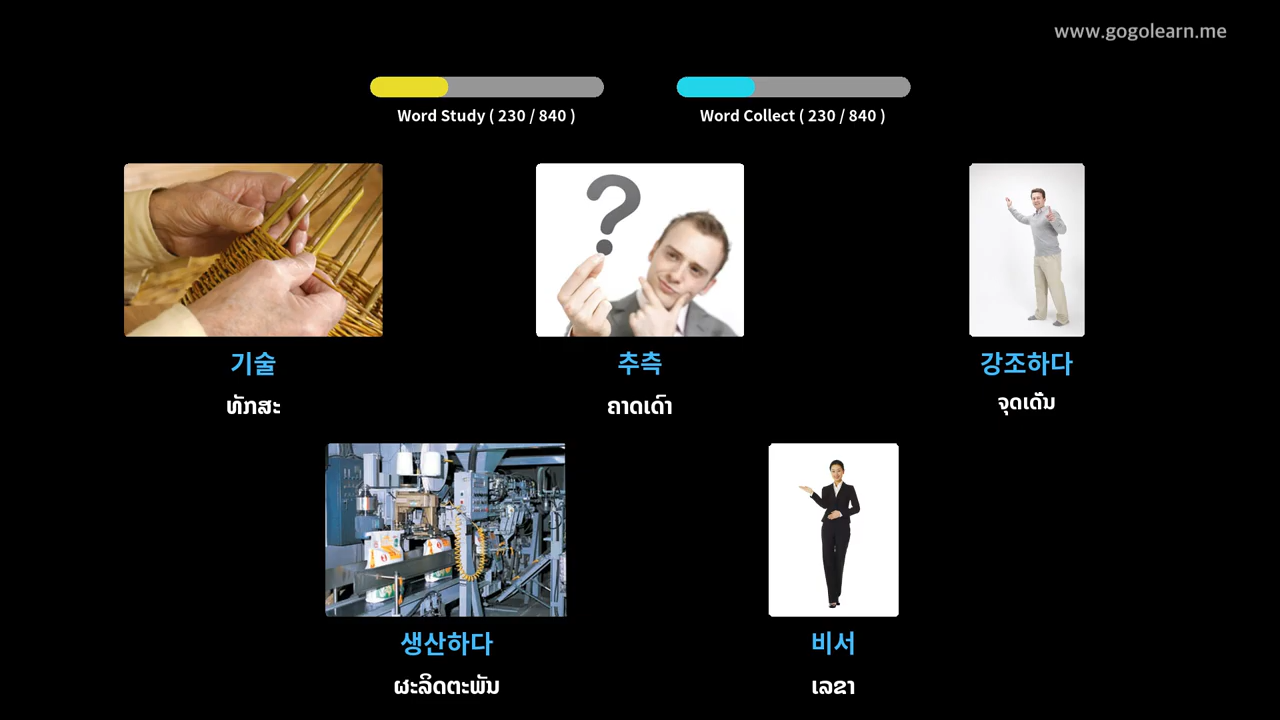 www.gogolearn.me
Word Study ( 230 / 840 )
Word Collect ( 230 / 840 )
기술
ທັກສະ
추측
ຄາດເດົາ
강조하다
ຈຸດເດັ່ນ
생산하다
ຜະລິດຕະພັນ
비서
ເລຂາ